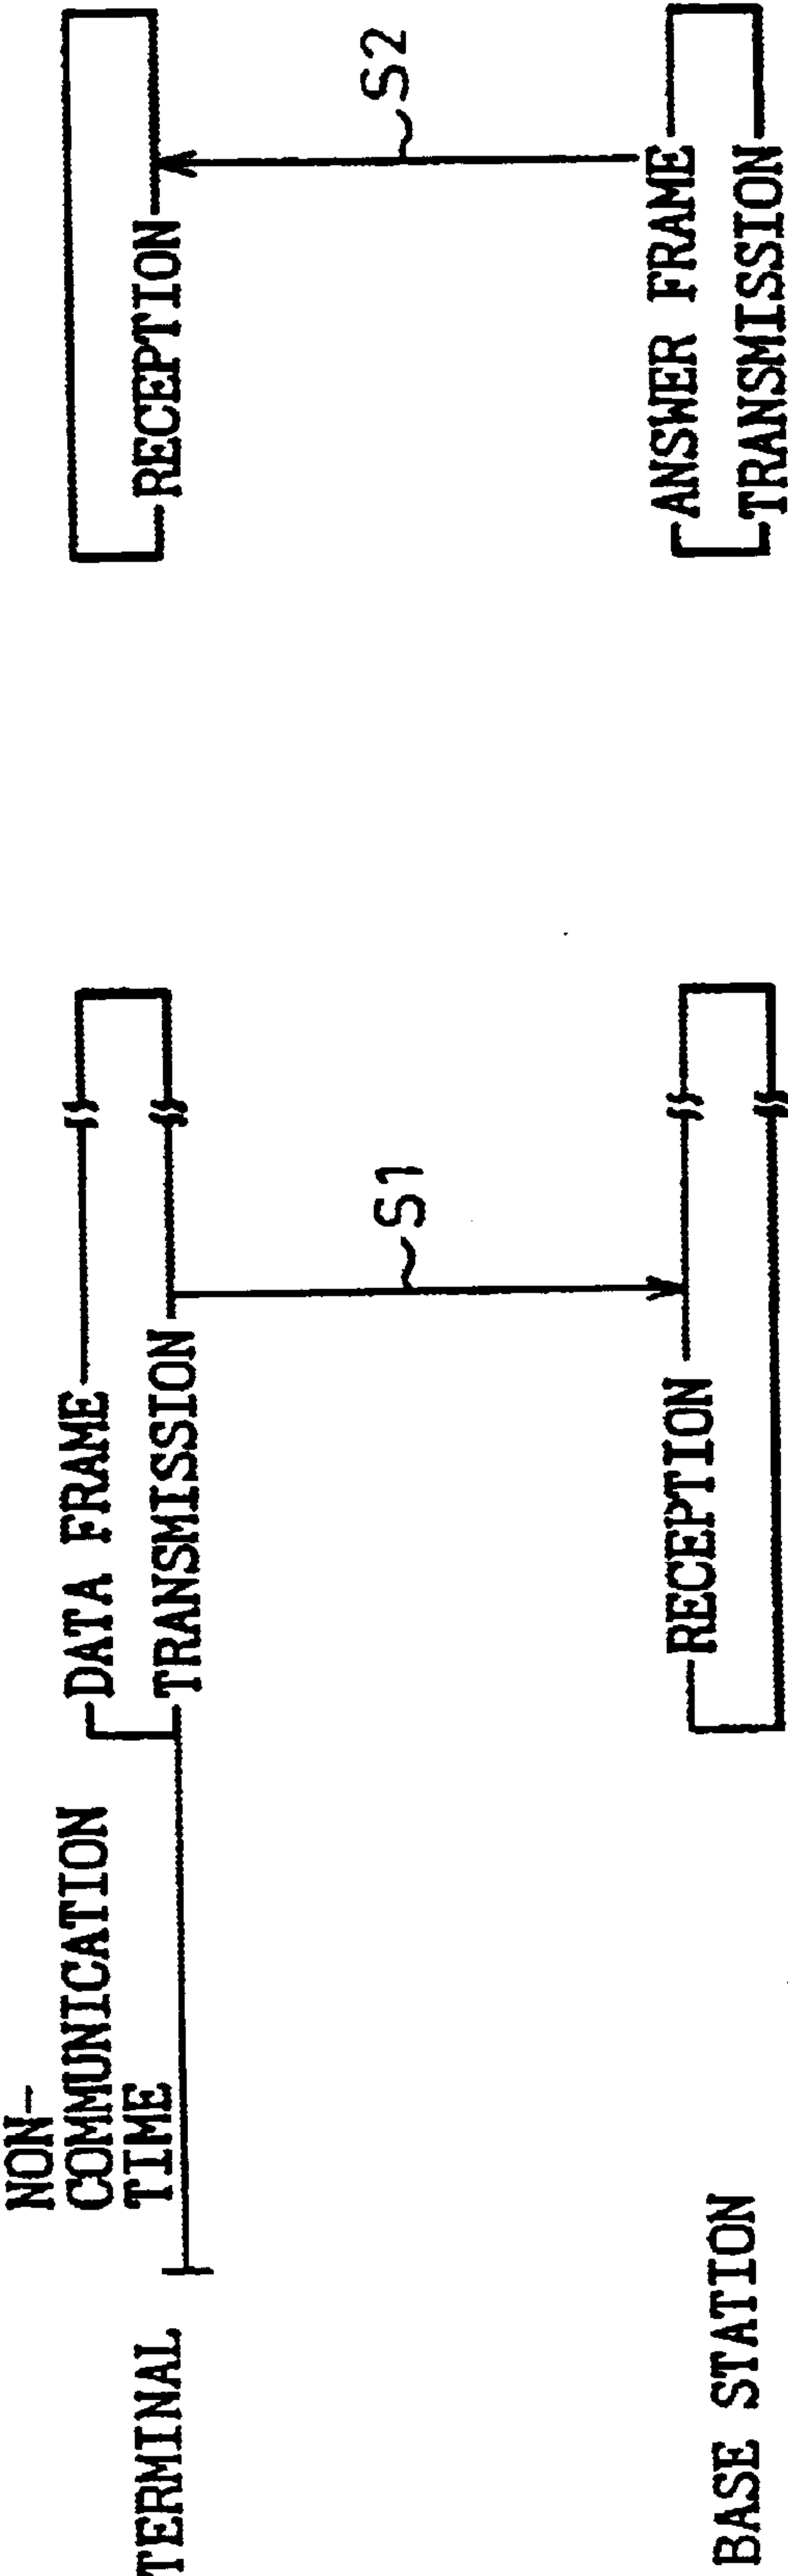 TERMINAL
NON-
COMMUNICATION
TIME
DATA FRAME
TRANSMISSION
RECEPTION
S1
S2
BASE STATION
RECEPTION
ANSWER FRAME
TRANSMISSION